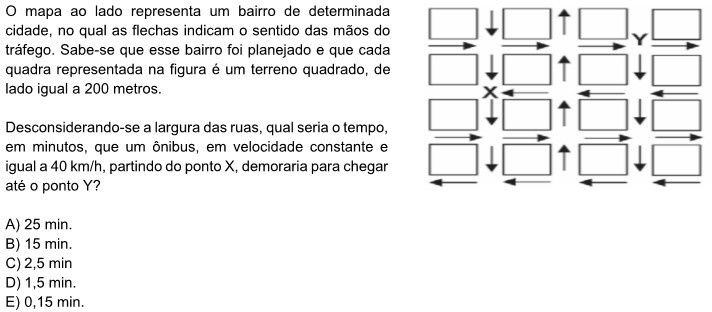 O mapa ao lado representa um bairro de determinada
cidade, no qual as flechas indicam o sentido das mãos do
tráfego. Sabe-se que esse bairro foi planejado e que cada
quadra representada na figura é um terreno quadrado, de
lado igual a 200 metros.
Desconsiderando-se a largura das ruas, qual seria o tempo,
em minutos, que um ônibus, em velocidade constante e
igual a 40 km/h, partindo do ponto X, demoraria para chegar
até o ponto Y?
A) 25 min.
B) 15 min.
C) 2,5 min
D) 1,5 min.
E) 0,15 min.
Y
X